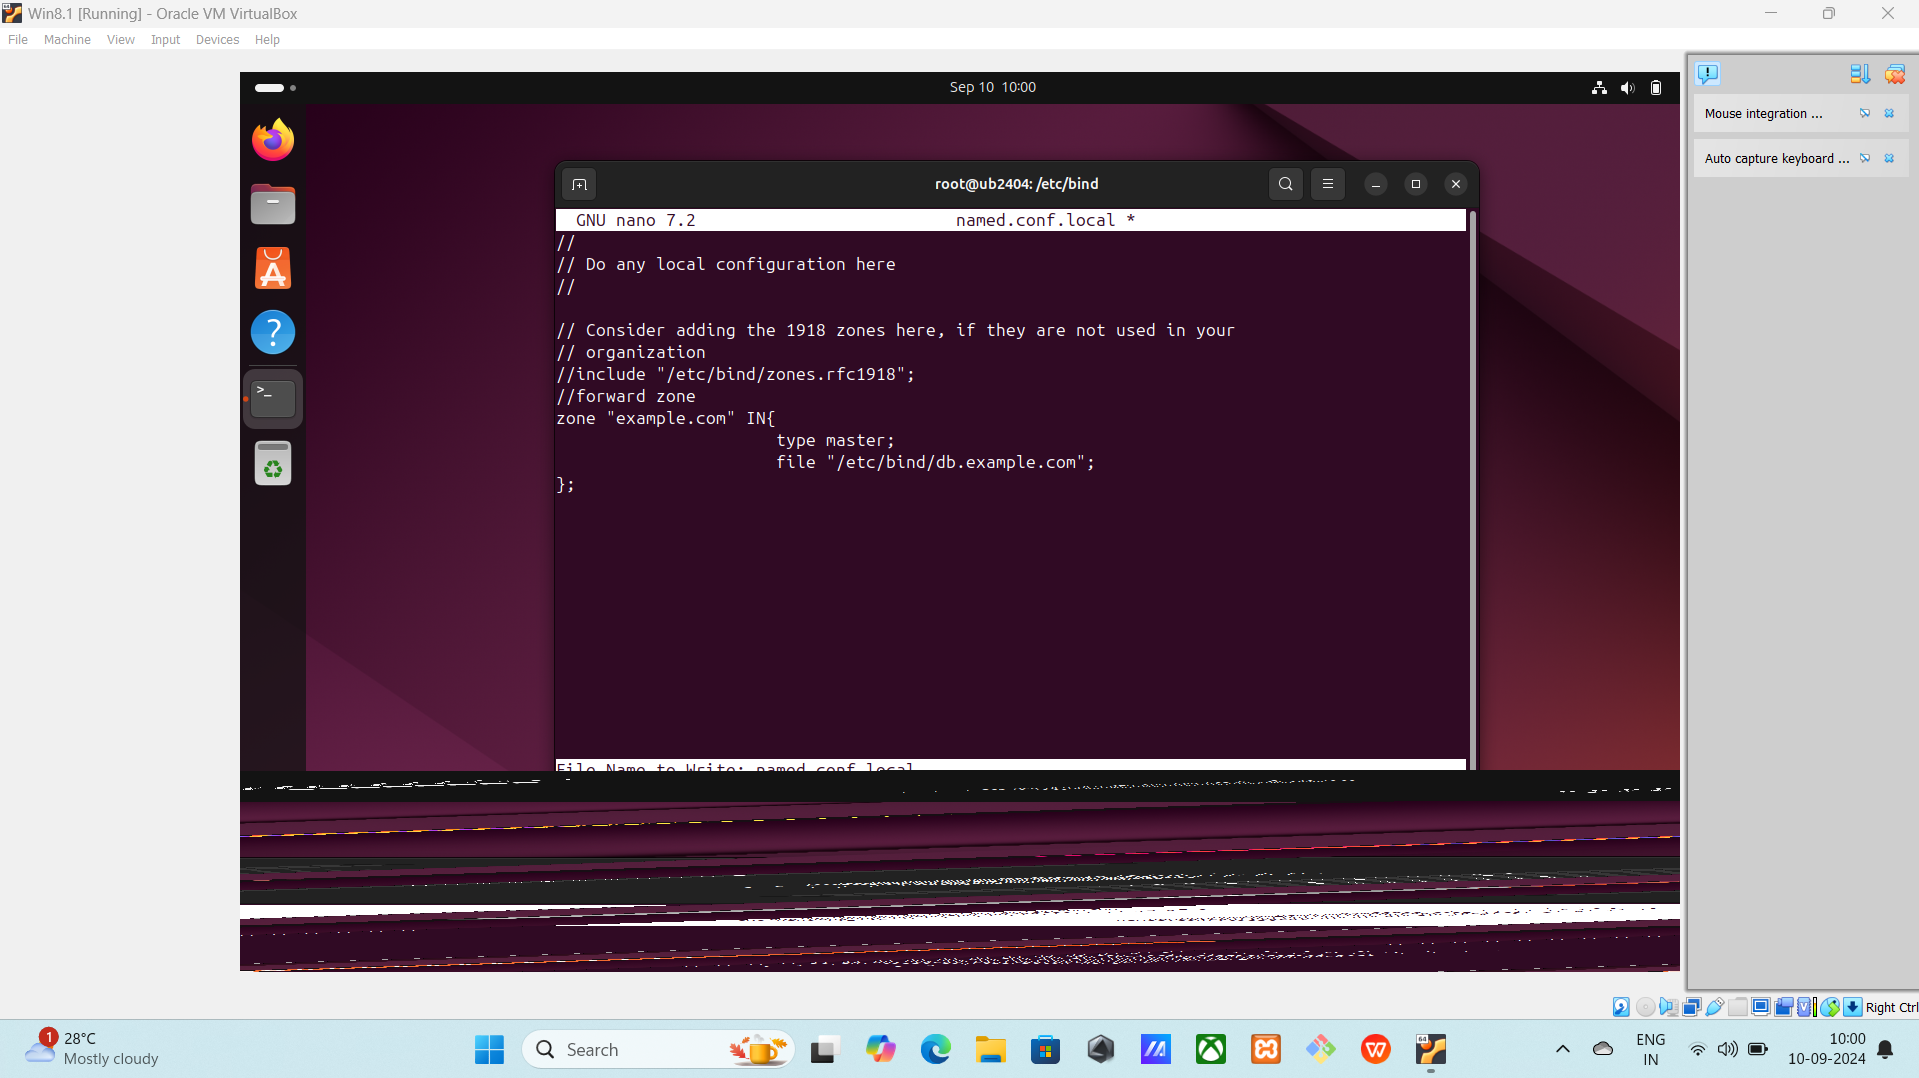 Win8.1 [Running] - Oracle VM VirtualBox
File Machine View Input Devices Help
Sep 10 10:00
Mouse integration ...
Auto capture keyboard ...
root@ub2404: /etc/bind
GNU nano 7.2 named.conf.local *
//
// Do any local configuration here
//
// Consider adding the 1918 zones here, if they are not used in your
// organization
//include "/etc/bind/zones.rfc1918";
//forward zone
zone "example.com" IN{
type master;
file "/etc/bind/db.example.com";
};
File Name to Write: named.conf.local
Right Ctrl
1
28°C
Mostly cloudy
Search
64
ENG
IN
10:00
10-09-2024